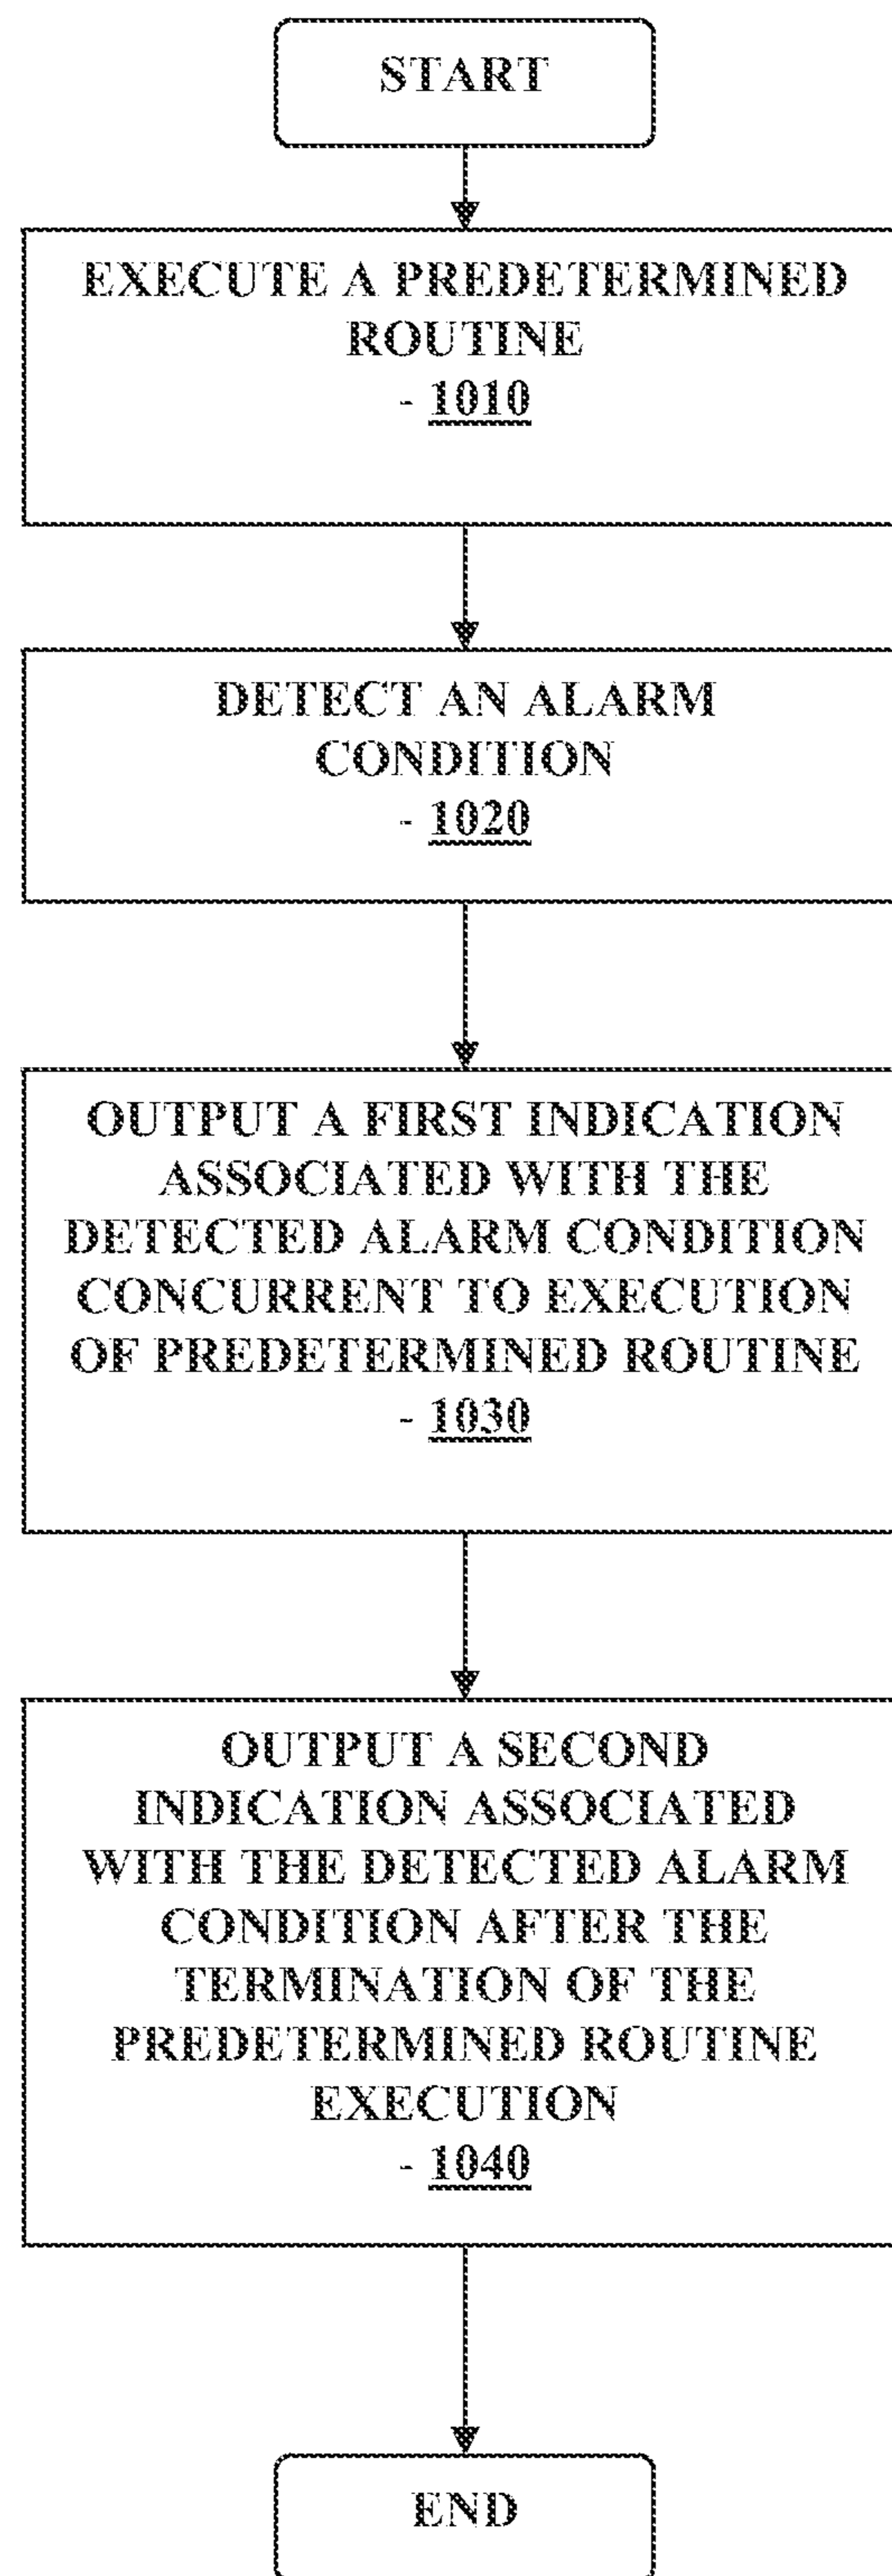 START
EXECUTE A PREDETERMINED
ROUTINE
- 1010
DETECT AN ALARM
CONDITION
- 1020
OUTPUT A FIRST INDICATION
ASSOCIATED WITH THE
DETECTED ALARM CONDITION
CONCURRENT TO EXECUTION
OF PREDETERMINED ROUTINE
- 1030
OUTPUT A SECOND
INDICATION ASSOCIATED
WITH THE DETECTED ALARM
CONDITION AFTER THE
TERMINATION OF THE
PREDETERMINED ROUTINE
EXECUTION
- 1040
END